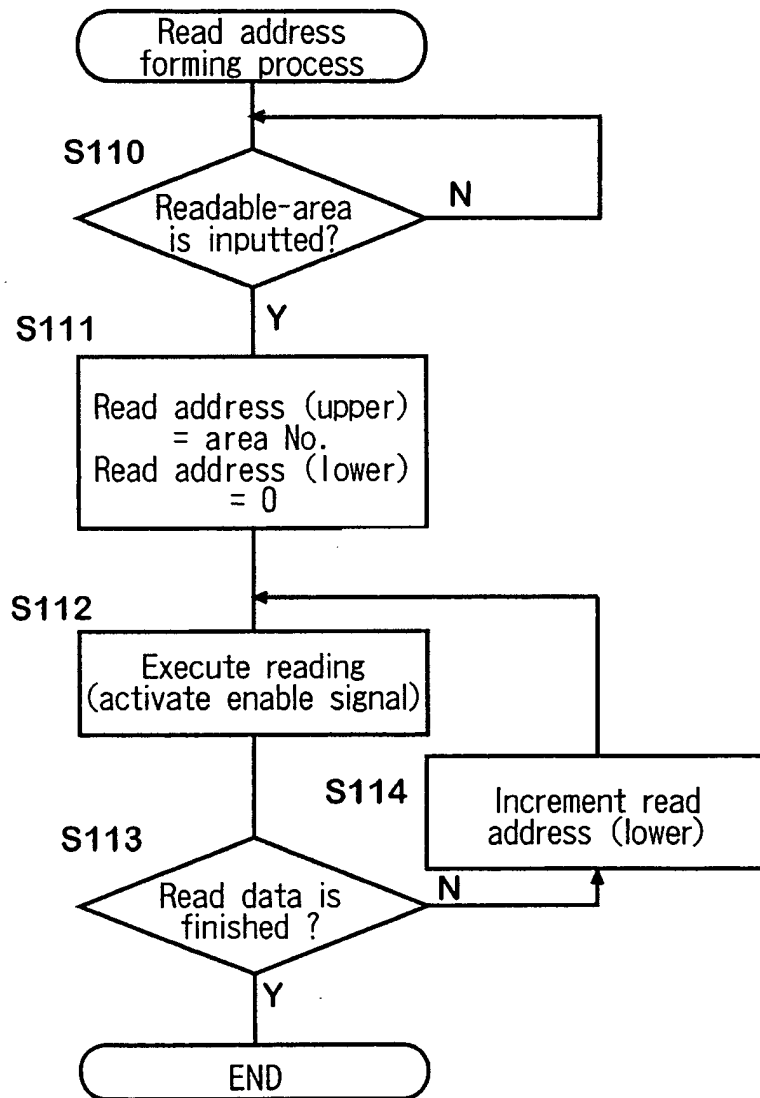 Read address
forming process
S110
Readable-area
is inputted?
N
Y
S111
Read address (upper)
= area No.
Read address (lower)
= 0
S112
Execute reading
(activate enable signal)
S114
Increment read
address (lower)
S113
Read data is
finished ?
N
Y
END